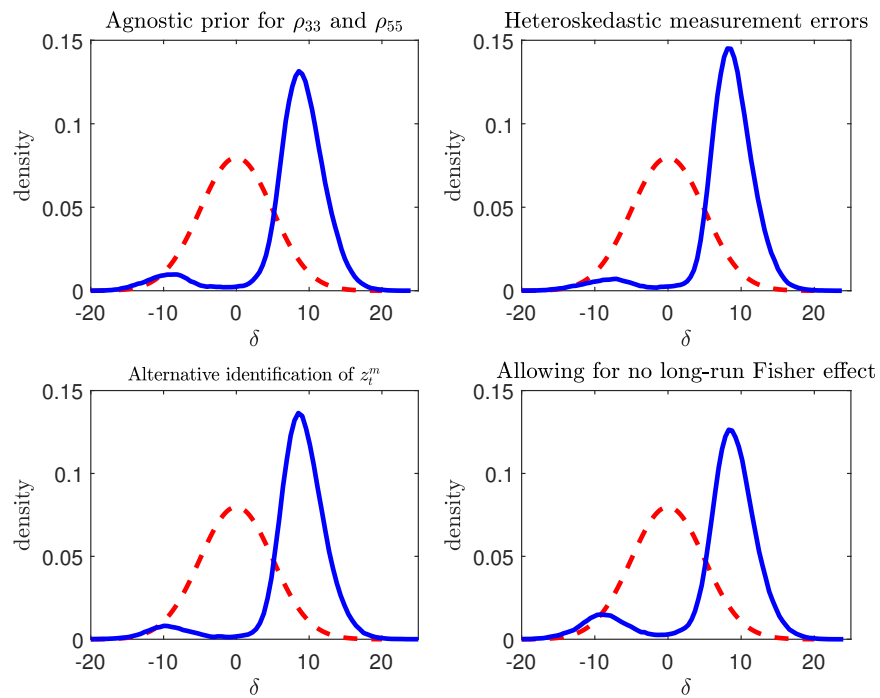 Agnostic prior for ρ33 and ρ55
0.15
0.1
0.05
0
density
-20 -10 0 10 20
δ
Heteroskedastic measurement errors
0.15
0.1
0.05
0
density
-20 -10 0 10 20
δ
Alternative identification of z_t^m
0.15
0.1
0.05
0
density
-20 -10 0 10 20
δ
Allowing for no long-run Fisher effect
0.15
0.1
0.05
0
density
-20 -10 0 10 20
δ